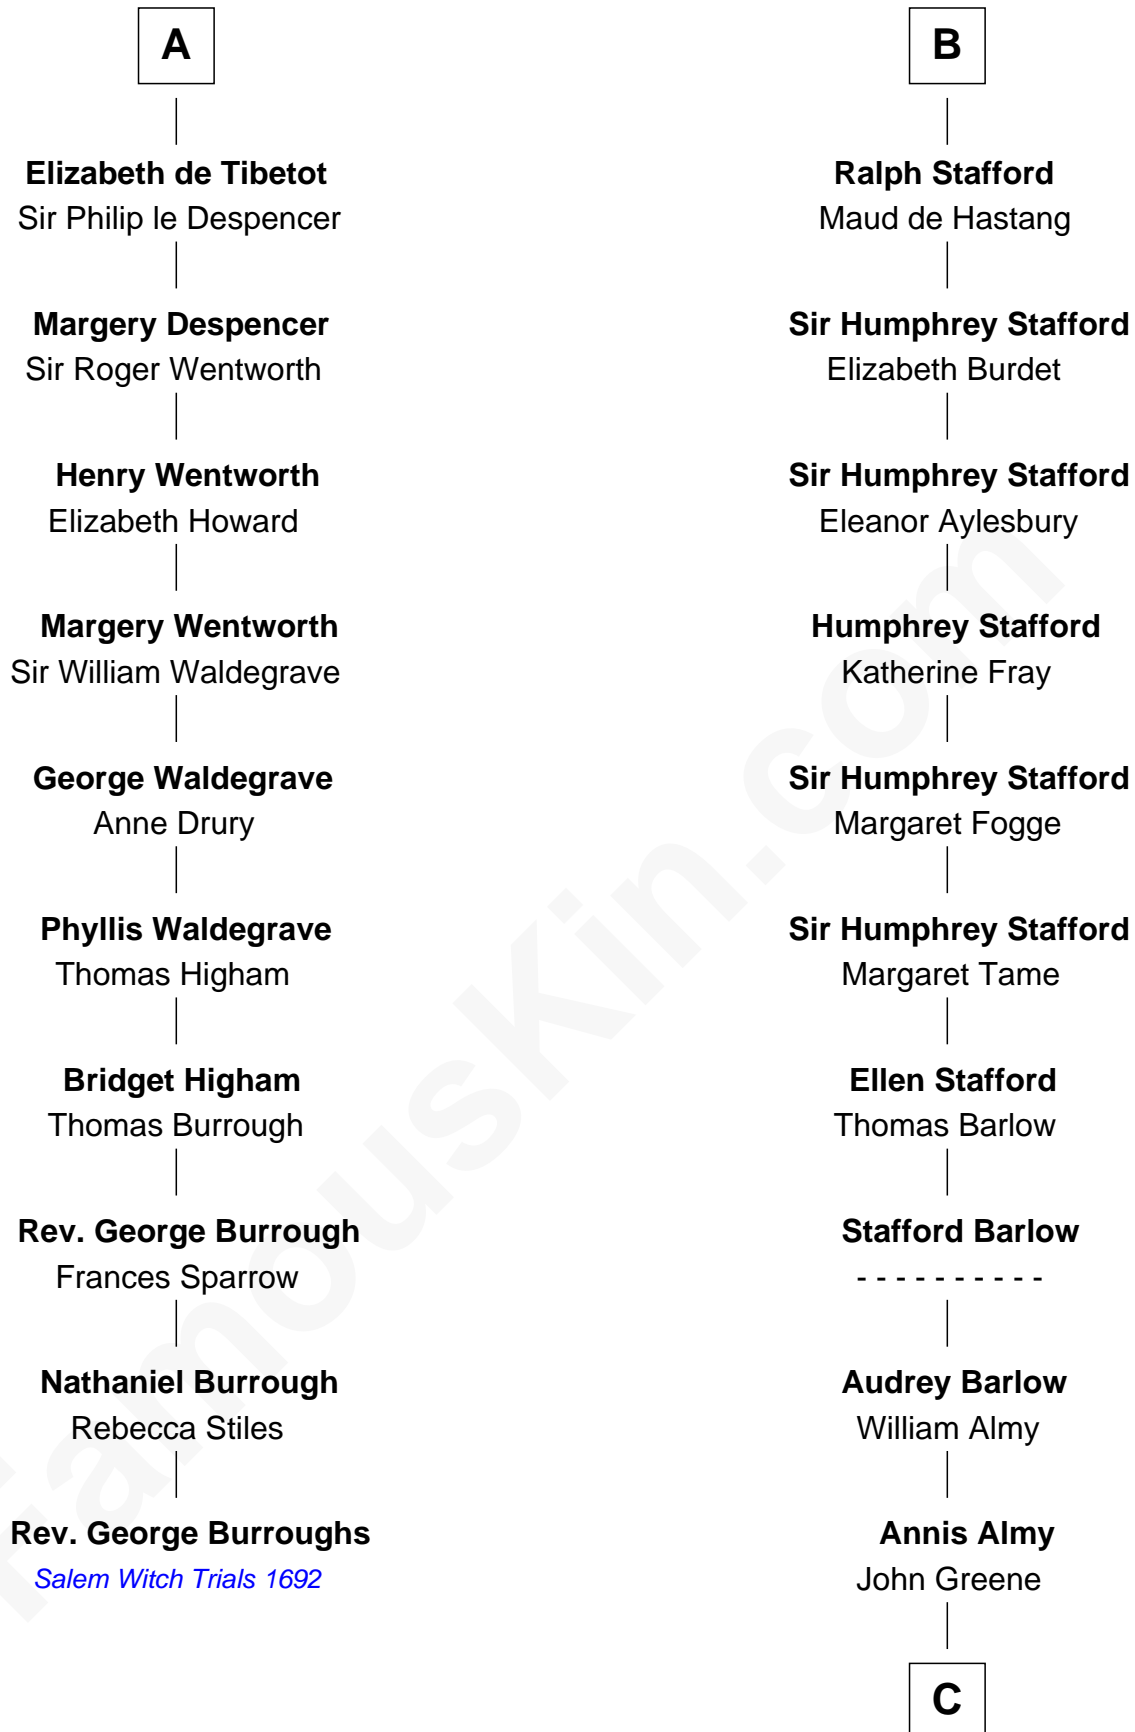 A
Elizabeth de Tibetot
Sir Philip le Despencer
Margery Despencer
Sir Roger Wentworth
Henry Wentworth
Elizabeth Howard
Margery Wentworth
Sir William Waldegrave
George Waldegrave
Anne Drury
Phyllis Waldegrave
Thomas Higham
Bridget Higham
Thomas Burrough
Rev. George Burrough
Frances Sparrow
Nathaniel Burrough
Rebecca Stiles
Rev. George Burroughs
Salem Witch Trials 1692
B
Ralph Stafford
Maud de Hastang
Sir Humphrey Stafford
Elizabeth Burdet
Sir Humphrey Stafford
Eleanor Aylesbury
Humphrey Stafford
Katherine Fray
Sir Humphrey Stafford
Margaret Fogge
Sir Humphrey Stafford
Margaret Tame
Ellen Stafford
Thomas Barlow
Stafford Barlow
- - - - - - - - - -
Audrey Barlow
William Almy
Annis Almy
John Greene
C
FamousKin.com